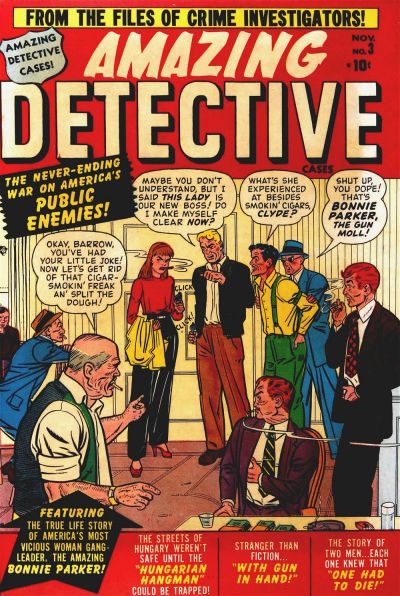 FROM THE FILES OF CRIME INVESTIGATORS!
AMAZING
DETECTIVE
CASES!
NOV.
NO. 3
10¢
AMAZING
DETECTIVE
CASES
THE NEVER-ENDING
WAR ON AMERICA'S
PUBLIC
ENEMIES!
MAYBE YOU DON'T
UNDERSTAND, BUT I
SAID THIS LADY IS
OUR NEW BOSS! DO
I MAKE MYSELF
CLEAR NOW?
WHAT'S SHE
EXPERIENCED
AT BESIDES
SMOKIN' CIGARS,
CLYDE?
SHUT UP,
YOU DOPE!
THAT'S
BONNIE
PARKER,
THE GUN
MOLL!
OKAY, BARROW,
YOU'VE HAD
YOUR LITTLE JOKE!
NOW LET'S GET RID
OF THAT CIGAR-
SMOKIN' FREAK
AN' SPLIT THE
DOUGH!
CLICK
CLICK
FEATURING
THE TRUE LIFE STORY
OF AMERICA'S MOST
VICIOUS WOMAN GANG-
LEADER, THE AMAZING
BONNIE PARKER!
THE STREETS OF
HUNGARY WEREN'T
SAFE UNTIL THE
"HUNGARIAN
HANGMAN"
COULD BE TRAPPED!
STRANGER THAN
FICTION...
"WITH GUN
IN HAND!"
THE STORY OF
TWO MEN...EACH
ONE KNEW THAT
"ONE HAD
TO DIE!"